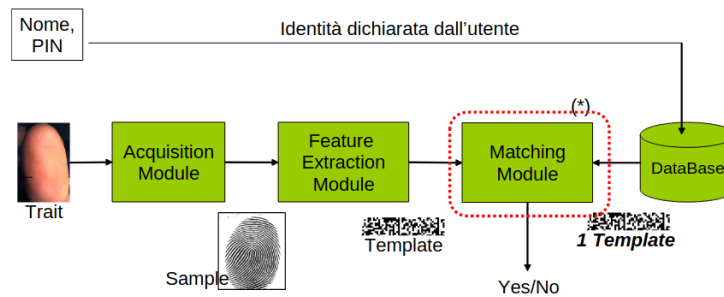 Nome,
PIN
Identità dichiarata dall'utente
(*)
Acquisition
Module
Feature
Extraction
Module
Matching
Module
DataBase
Trait
Sample
Template
1 Template
Yes/No